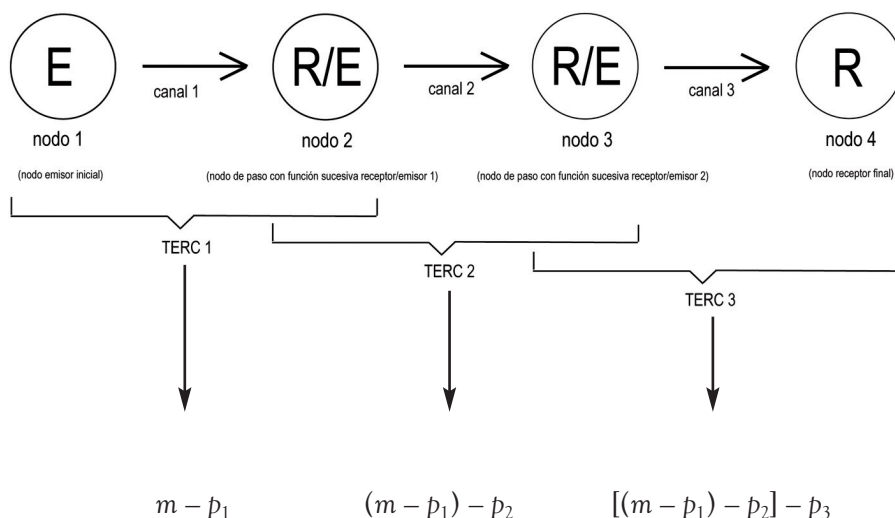 E R/E R/E R
canal 1 canal 2 canal 3
nodo 1 nodo 2 nodo 3 nodo 4
(nodo emisor inicial) (nodo de paso con función sucesiva receptor/emisor 1) (nodo de paso con función sucesiva receptor/emisor 2) (nodo receptor final)
TERC 1
TERC 2
TERC 3
m – p₁ (m – p₁) – p₂ [(m – p₁) – p₂] – p₃